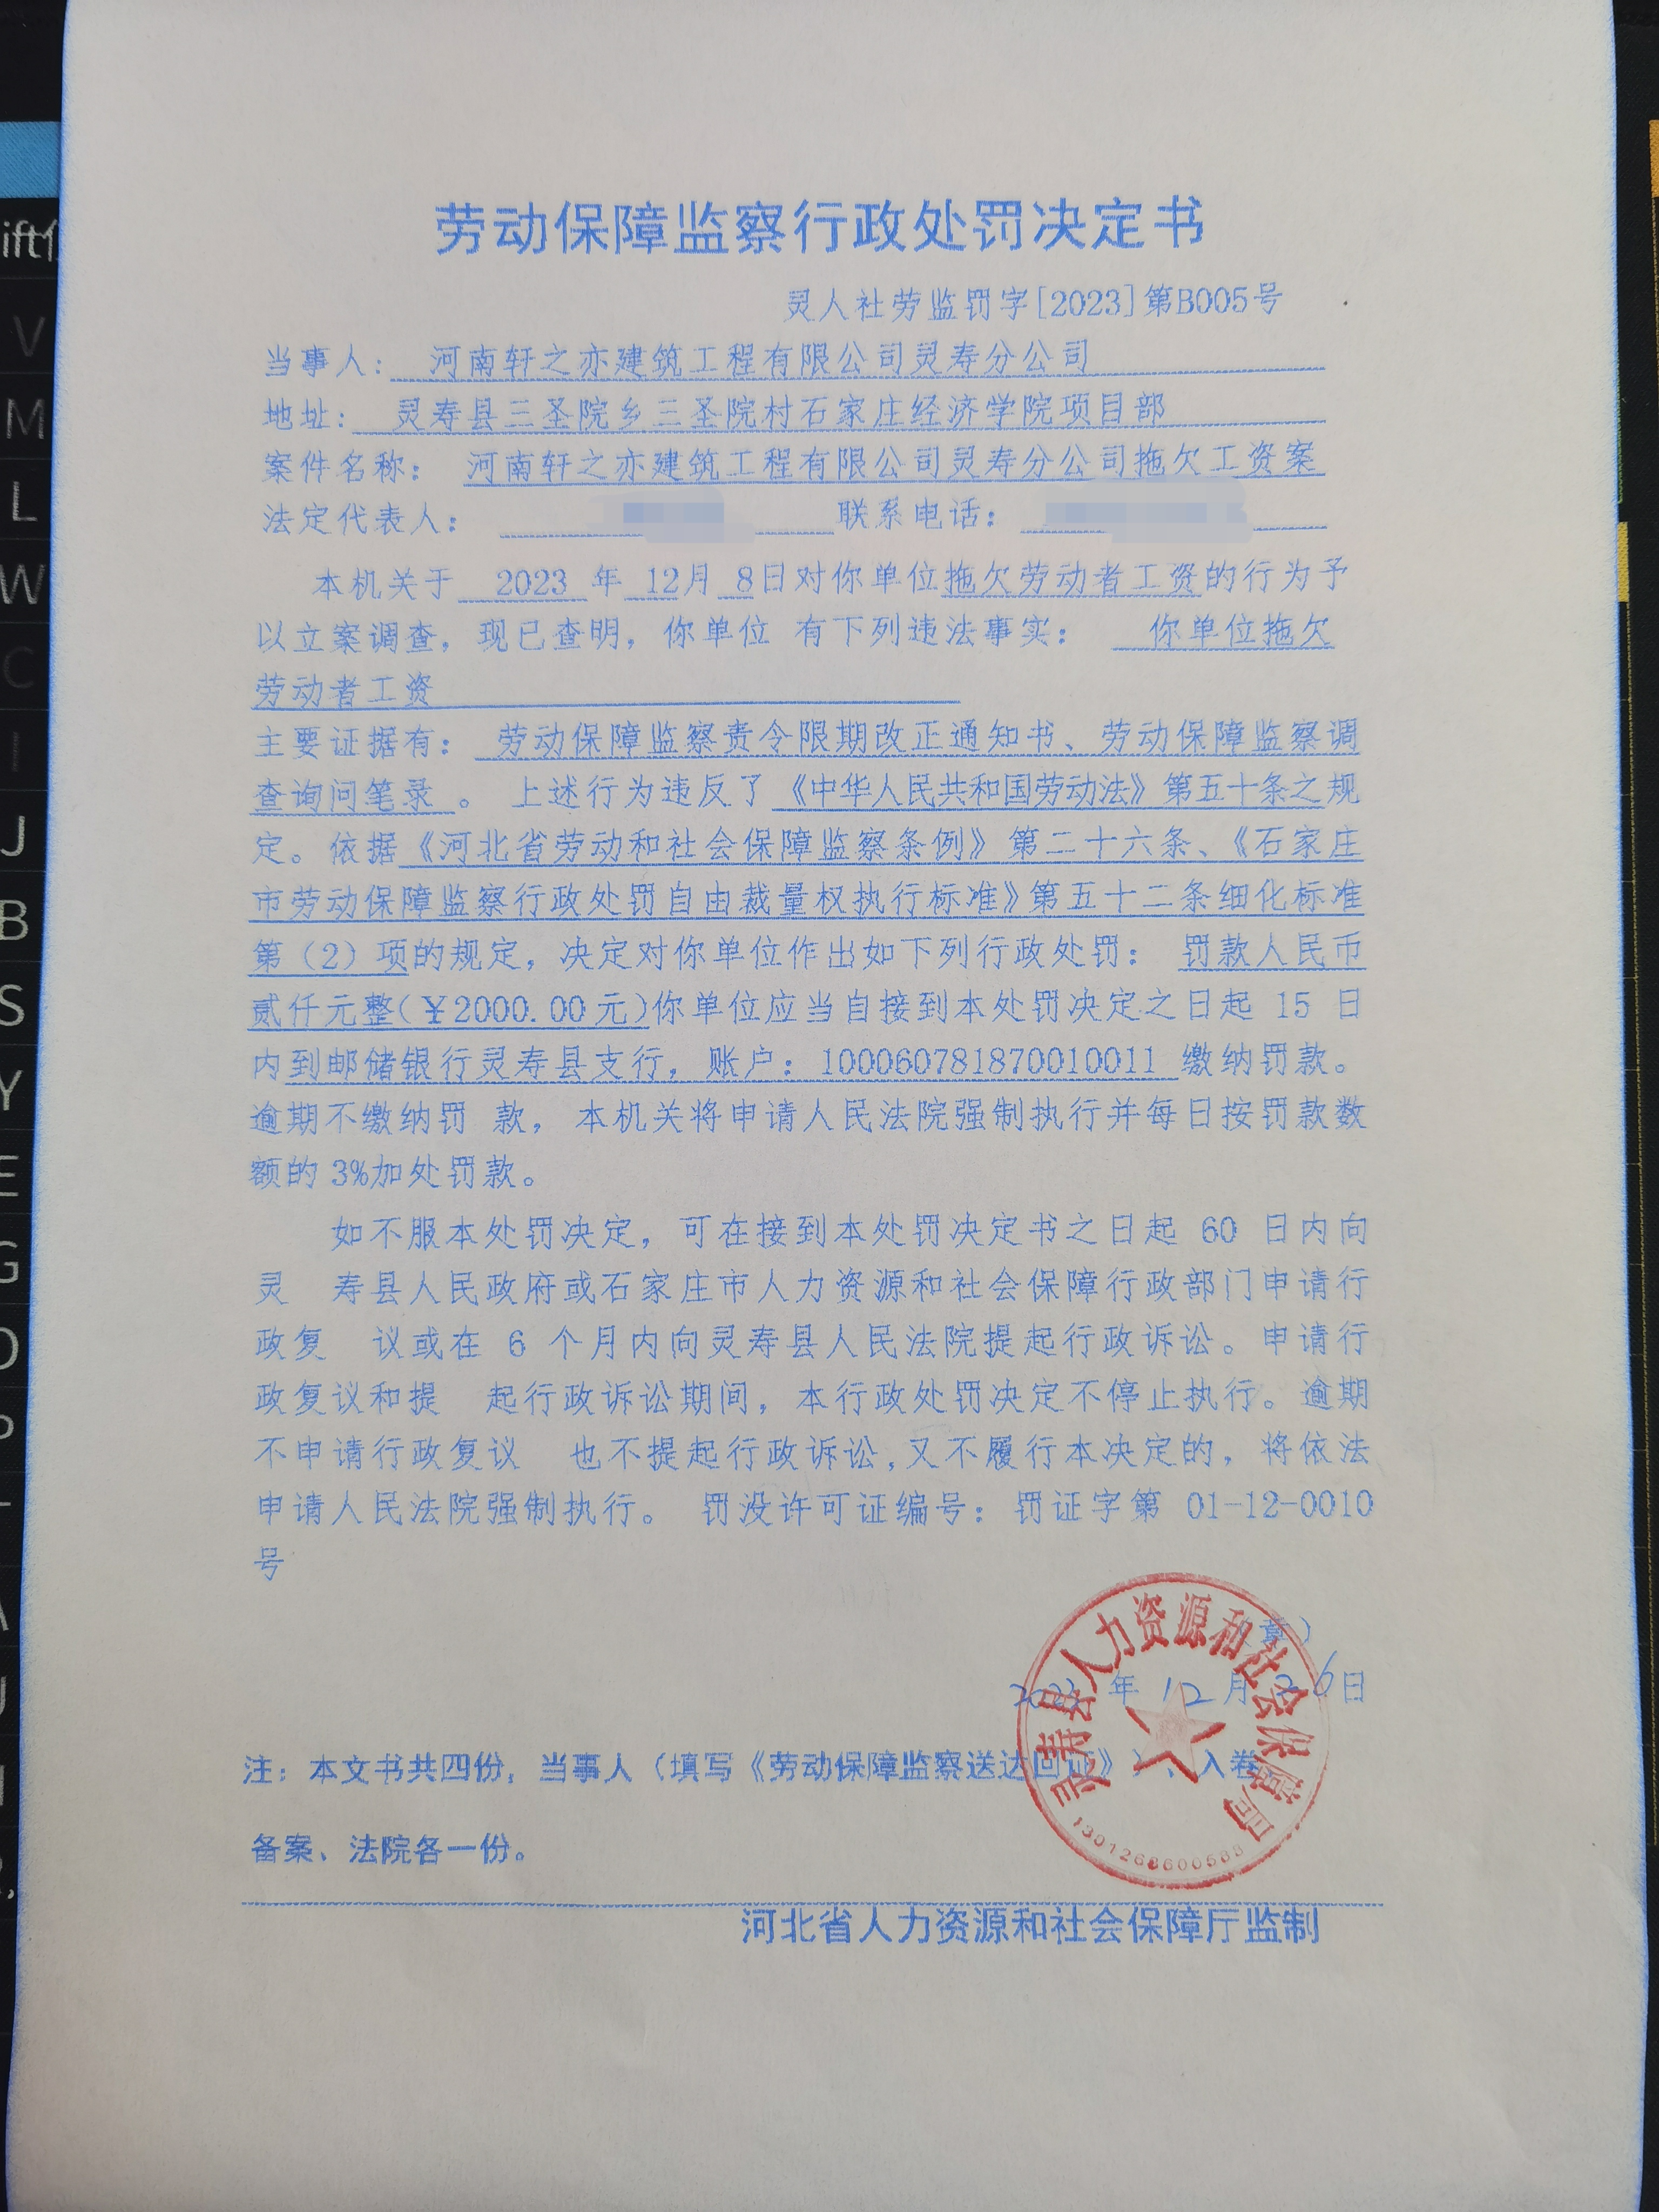 劳动保障监察行政处罚决定书
灵人社劳监罚字[2023]第B005号
当事人： 河南轩之亦建筑工程有限公司灵寿分公司
地址： 灵寿县三圣院乡三圣院村石家庄经济学院项目部
案件名称： 河南轩之亦建筑工程有限公司灵寿分公司拖欠工资案
法定代表人： 联系电话：
本机关于 2023 年 12月 8日对你单位拖欠劳动者工资的行为予
以立案调查，现已查明，你单位 有下列违法事实： 你单位拖欠
劳动者工资
主要证据有： 劳动保障监察责令限期改正通知书、劳动保障监察调
查询问笔录 。 上述行为违反了《中华人民共和国劳动法》第五十条之规
定。依据《河北省劳动和社会保障监察条例》第二十六条、《石家庄
市劳动保障监察行政处罚自由裁量权执行标准》第五十二条细化标准
第（2）项的规定，决定对你单位作出如下列行政处罚： 罚款人民币
贰仟元整(￥2000.00元)你单位应当自接到本处罚决定之日起 15 日
内到邮储银行灵寿县支行，账户：100060781870010011 缴纳罚款。
逾期不缴纳罚 款，本机关将申请人民法院强制执行并每日按罚款数
额的 3%加处罚款。
如不服本处罚决定，可在接到本处罚决定书之日起 60 日内向
灵 寿县人民政府或石家庄市人力资源和社会保障行政部门申请行
政复 议或在 6 个月内向灵寿县人民法院提起行政诉讼。申请行
政复议和提 起行政诉讼期间，本行政处罚决定不停止执行。逾期
不申请行政复议 也不提起行政诉讼,又不履行本决定的，将依法
申请人民法院强制执行。 罚没许可证编号： 罚证字第 01-12-0010
号
章）
年 12 月 26日
灵寿县人力资源和社会保障局
注：本文书共四份，当事人（填写《劳动保障监察送达回证》）、入卷
备案、法院各一份。
河北省人力资源和社会保障厅监制